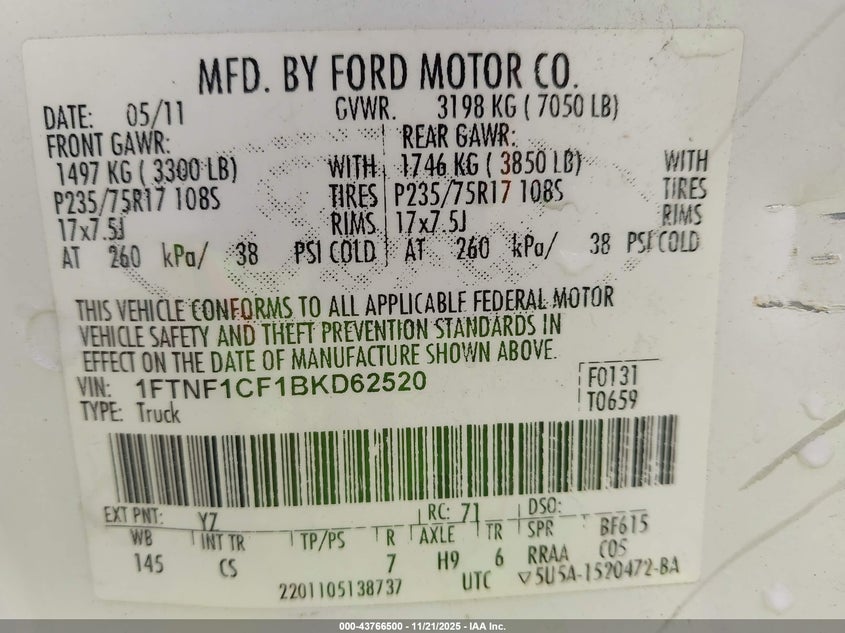 MFD. BY FORD MOTOR CO.
DATE: 05/11 GVWR. 3198 KG ( 7050 LB)
FRONT GAWR: REAR GAWR:
1497 KG ( 3300 LB) WITH 1746 KG ( 3850 LB) WITH
P235/75R17 108S TIRES P235/75R17 108S TIRES
17x7.5J RIMS 17x7.5J RIMS
AT 260 kPa/ 38 PSI COLD AT 260 kPa/ 38 PSI COLD
THIS VEHICLE CONFORMS TO ALL APPLICABLE FEDERAL MOTOR
VEHICLE SAFETY AND THEFT PREVENTION STANDARDS IN
EFFECT ON THE DATE OF MANUFACTURE SHOWN ABOVE.
VIN: 1FTNF1CF1BKD62520 F0131
TYPE: Truck T0659
EXT PNT: YZ RC: 71 DSO:
WB INT TR TP/PS R AXLE TR SPR BF615
145 CS 7 H9 6 RRAA COS
2201105138737 UTC ▽5U5A-1520472-BA
000-43766500 - 11/21/2025 - IAA Inc.